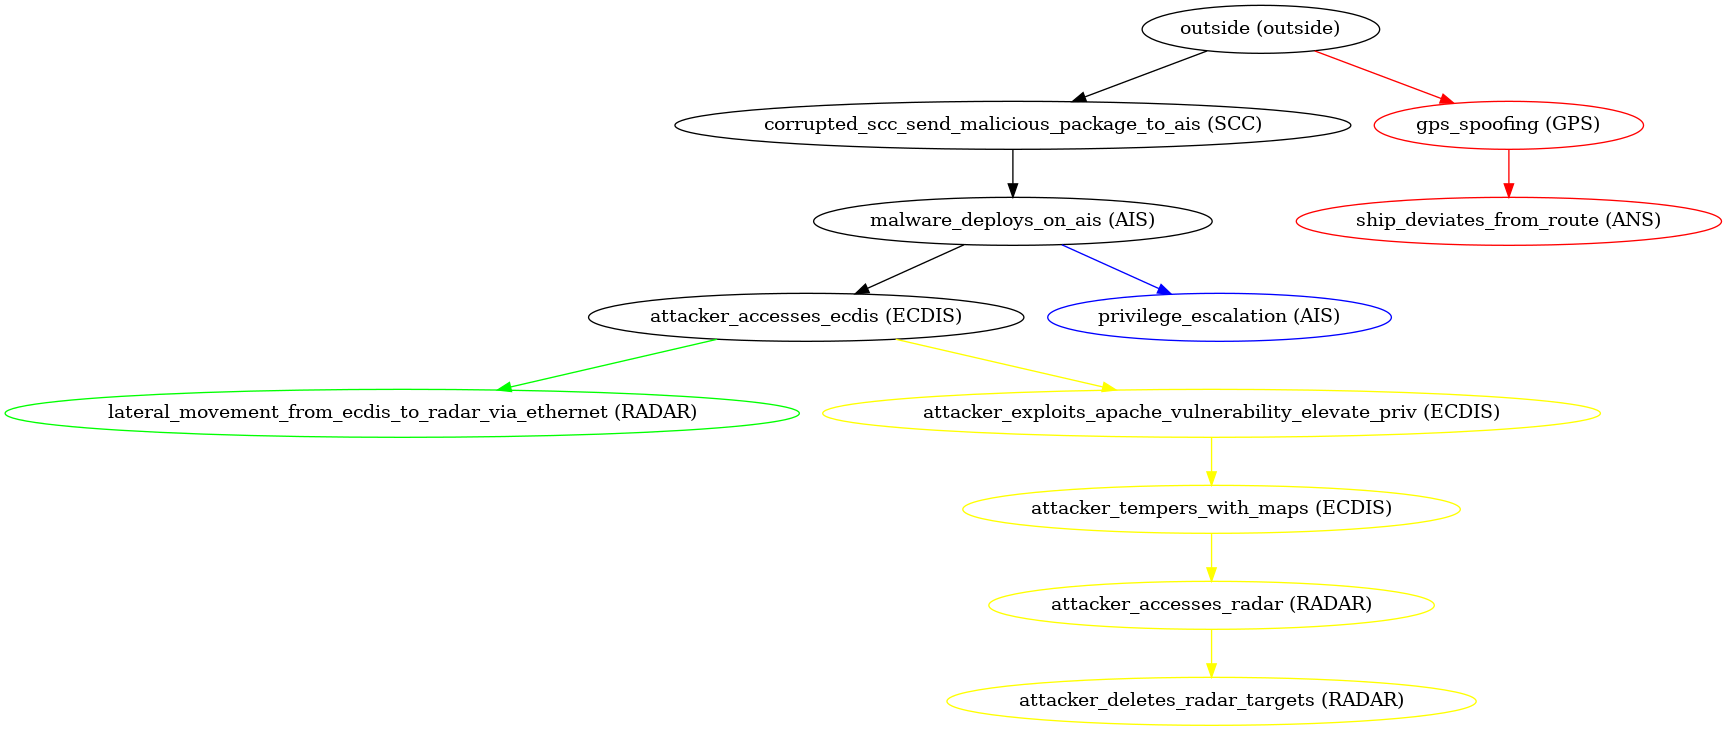 outside (outside)
corrupted_scc_send_malicious_package_to_ais (SCC)
gps_spoofing (GPS)
malware_deploys_on_ais (AIS)
ship_deviates_from_route (ANS)
attacker_accesses_ecdis (ECDIS)
privilege_escalation (AIS)
lateral_movement_from_ecdis_to_radar_via_ethernet (RADAR)
attacker_exploits_apache_vulnerability_elevate_priv (ECDIS)
attacker_tempers_with_maps (ECDIS)
attacker_accesses_radar (RADAR)
attacker_deletes_radar_targets (RADAR)